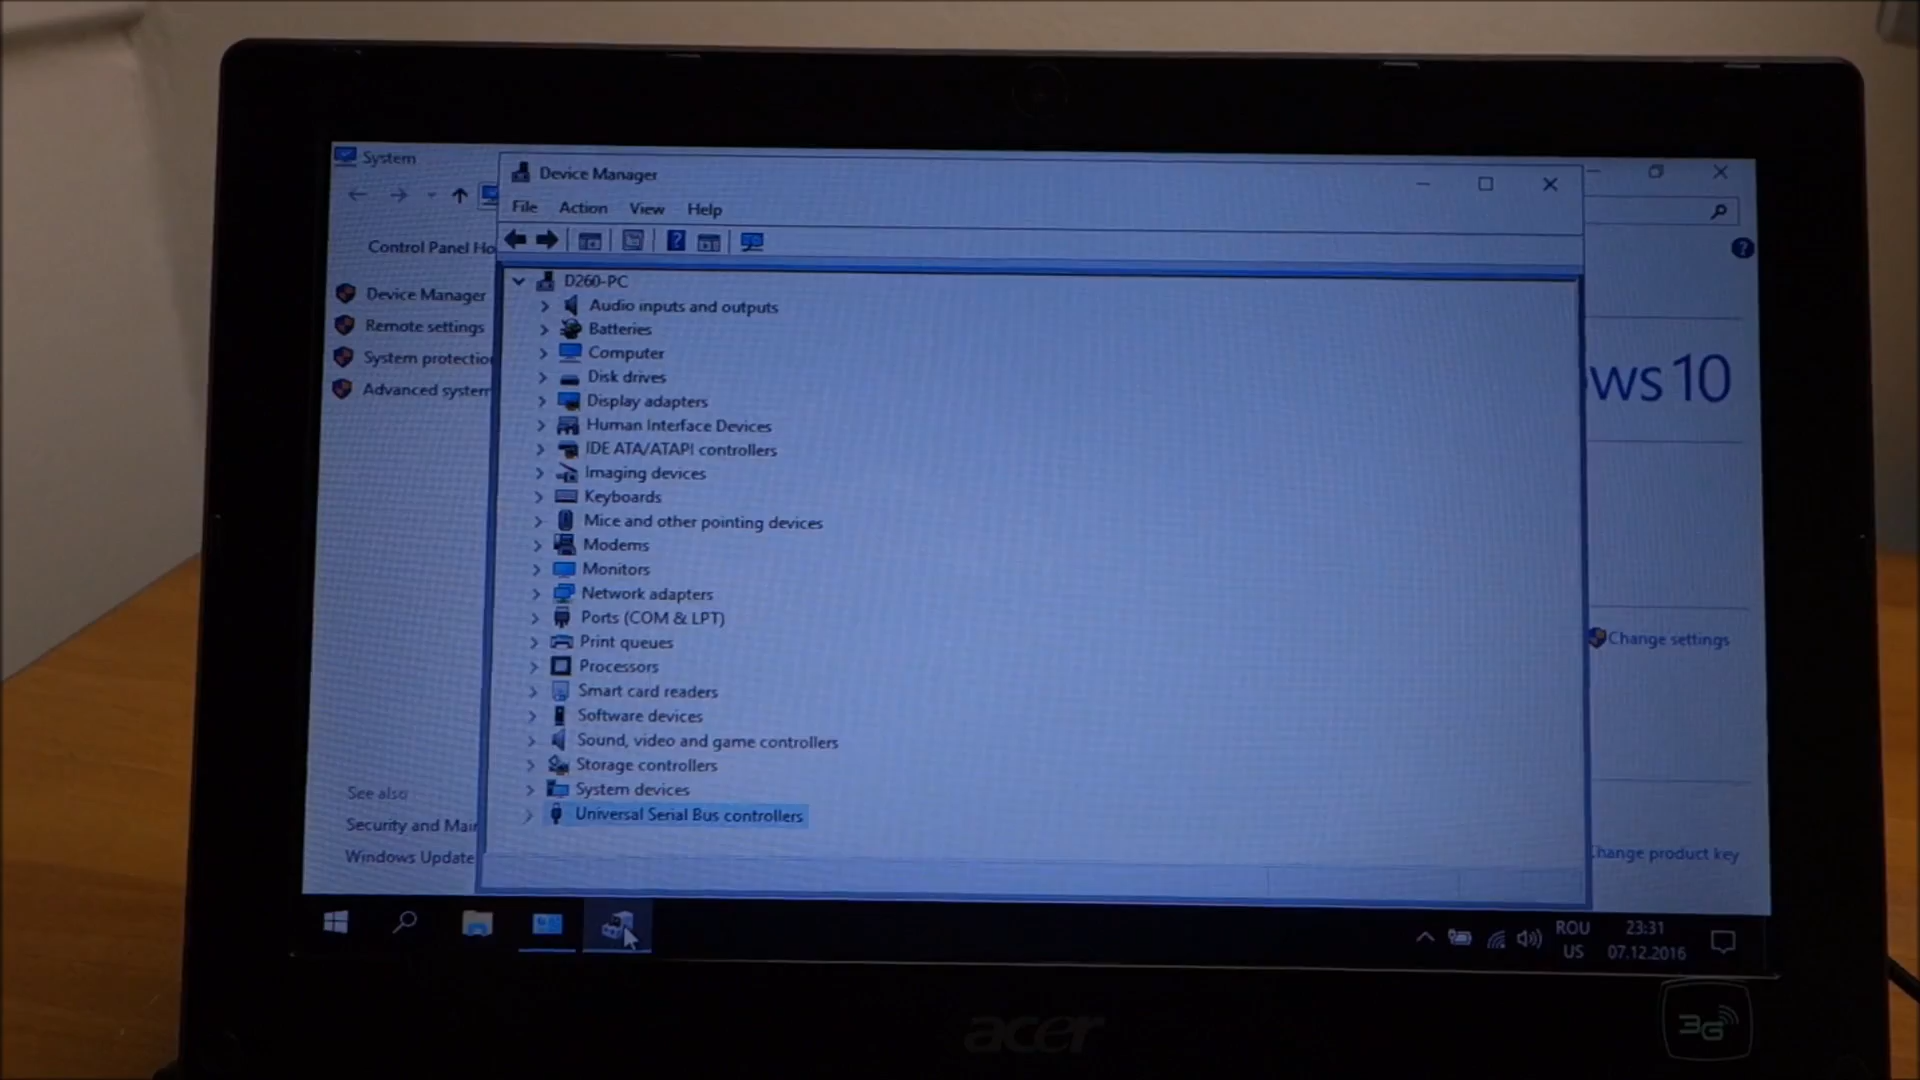 System
Device Manager
File Action View Help
Control Panel Ho
Device Manager
Remote settings
System protectio
Advanced system
D260-PC
Audio inputs and outputs
Batteries
Computer
Disk drives
Display adapters
Human Interface Devices
IDE ATA/ATAPI controllers
Imaging devices
Keyboards
Mice and other pointing devices
Modems
Monitors
Network adapters
Ports (COM & LPT)
Print queues
Processors
Smart card readers
Software devices
Sound, video and game controllers
Storage controllers
System devices
Universal Serial Bus controllers
ws 10
Change settings
See also
Security and Mai
Windows Update
hange product key
ROU
US
23:31
07.12.2016
acer
3G